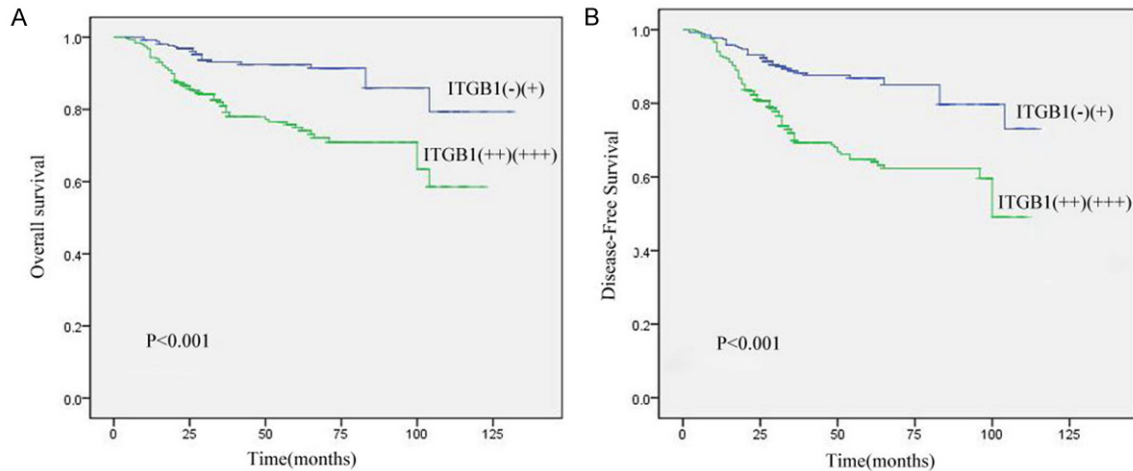 A
Overall survival
1.0
0.8
0.6
0.4
0.2
0.0
ITGB1(-)(+)
ITGB1(++)(+++)
P<0.001
0 25 50 75 100 125
Time(months)
B
Disease-Free Survival
1.0
0.8
0.6
0.4
0.2
0.0
ITGB1(-)(+)
ITGB1(++)(+++)
P<0.001
0 25 50 75 100 125
Time(months)